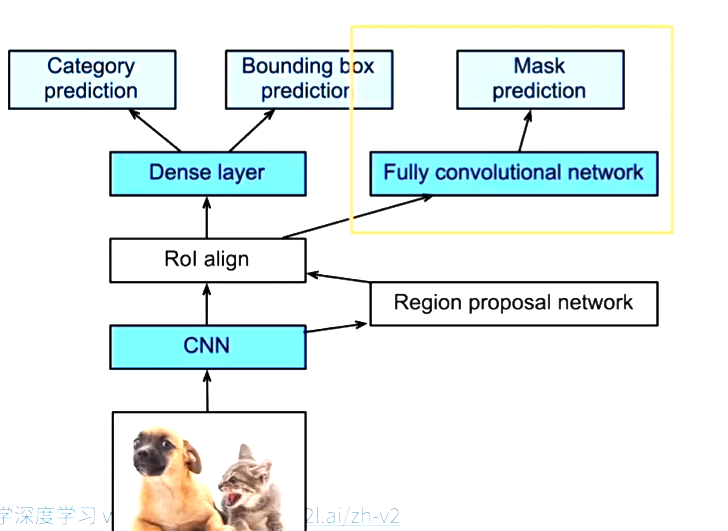 Category
prediction
Bounding box
prediction
Mask
prediction
Dense layer
Fully convolutional network
RoI align
Region proposal network
CNN
学深度学习 v
2l.ai/zh-v2